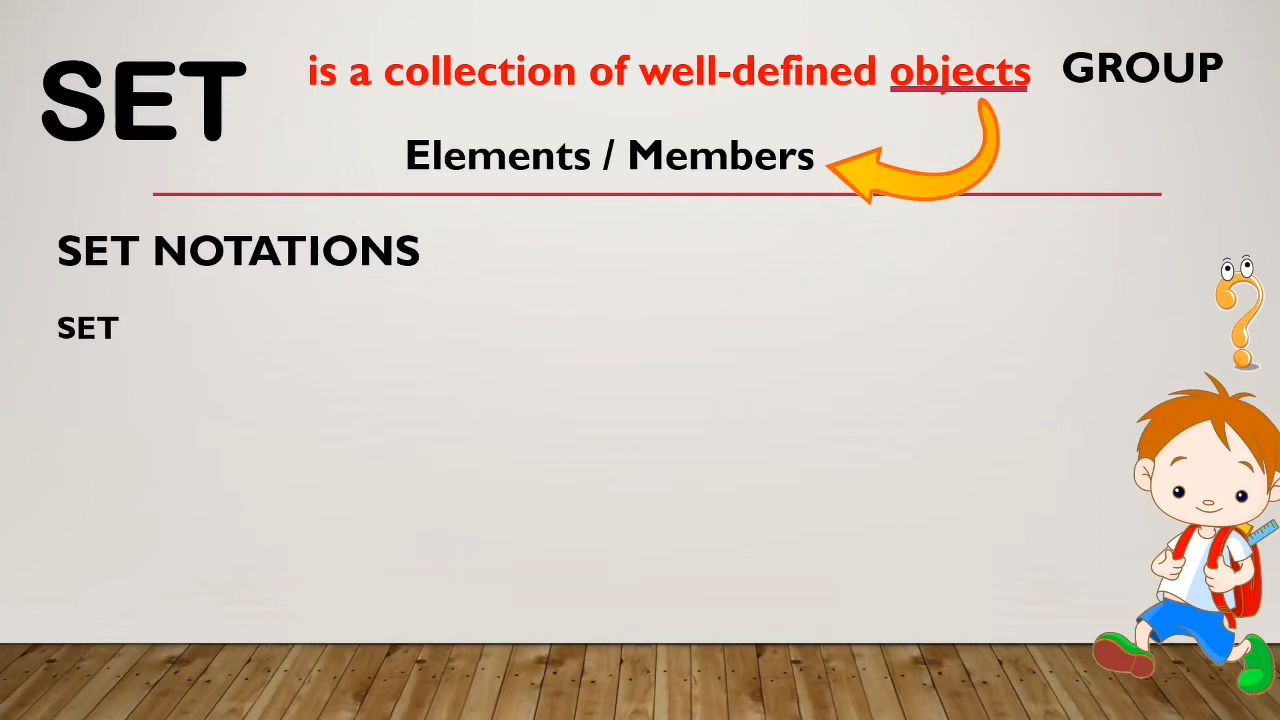 SET is a collection of well-defined objects GROUP
Elements / Members
SET NOTATIONS
SET